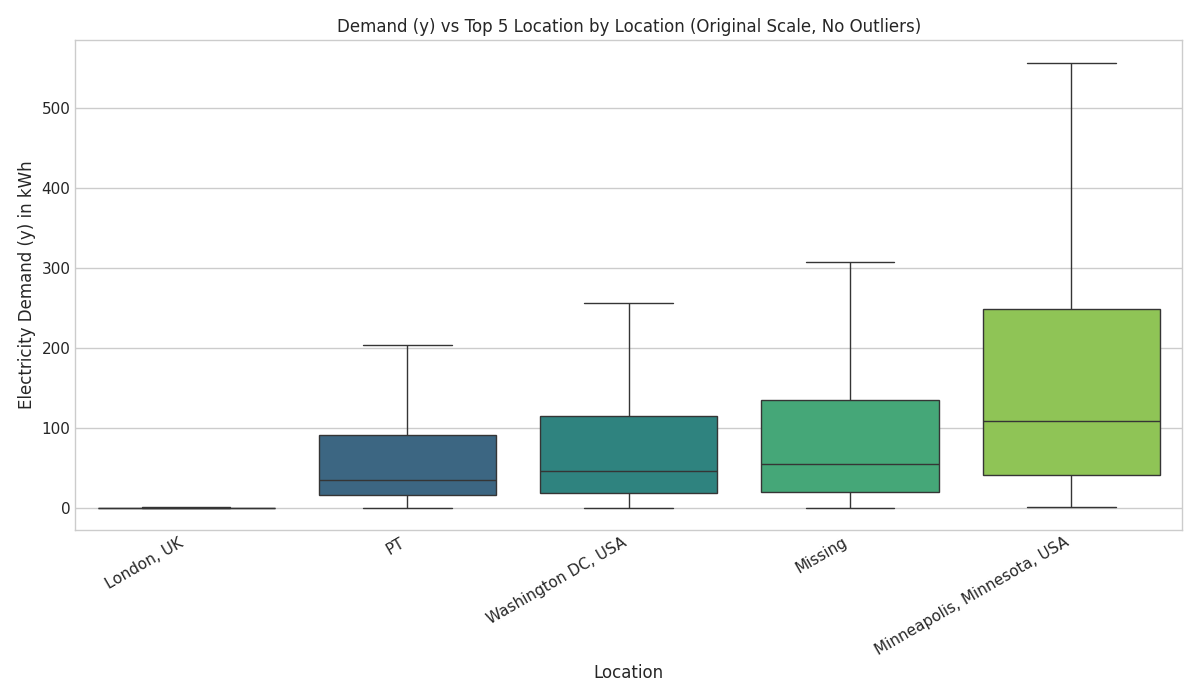 Demand (y) vs Top 5 Location by Location (Original Scale, No Outliers)
Electricity Demand (y) in kWh
500
400
300
200
100
0
London, UK
PT
Washington DC, USA
Missing
Minneapolis, Minnesota, USA
Location